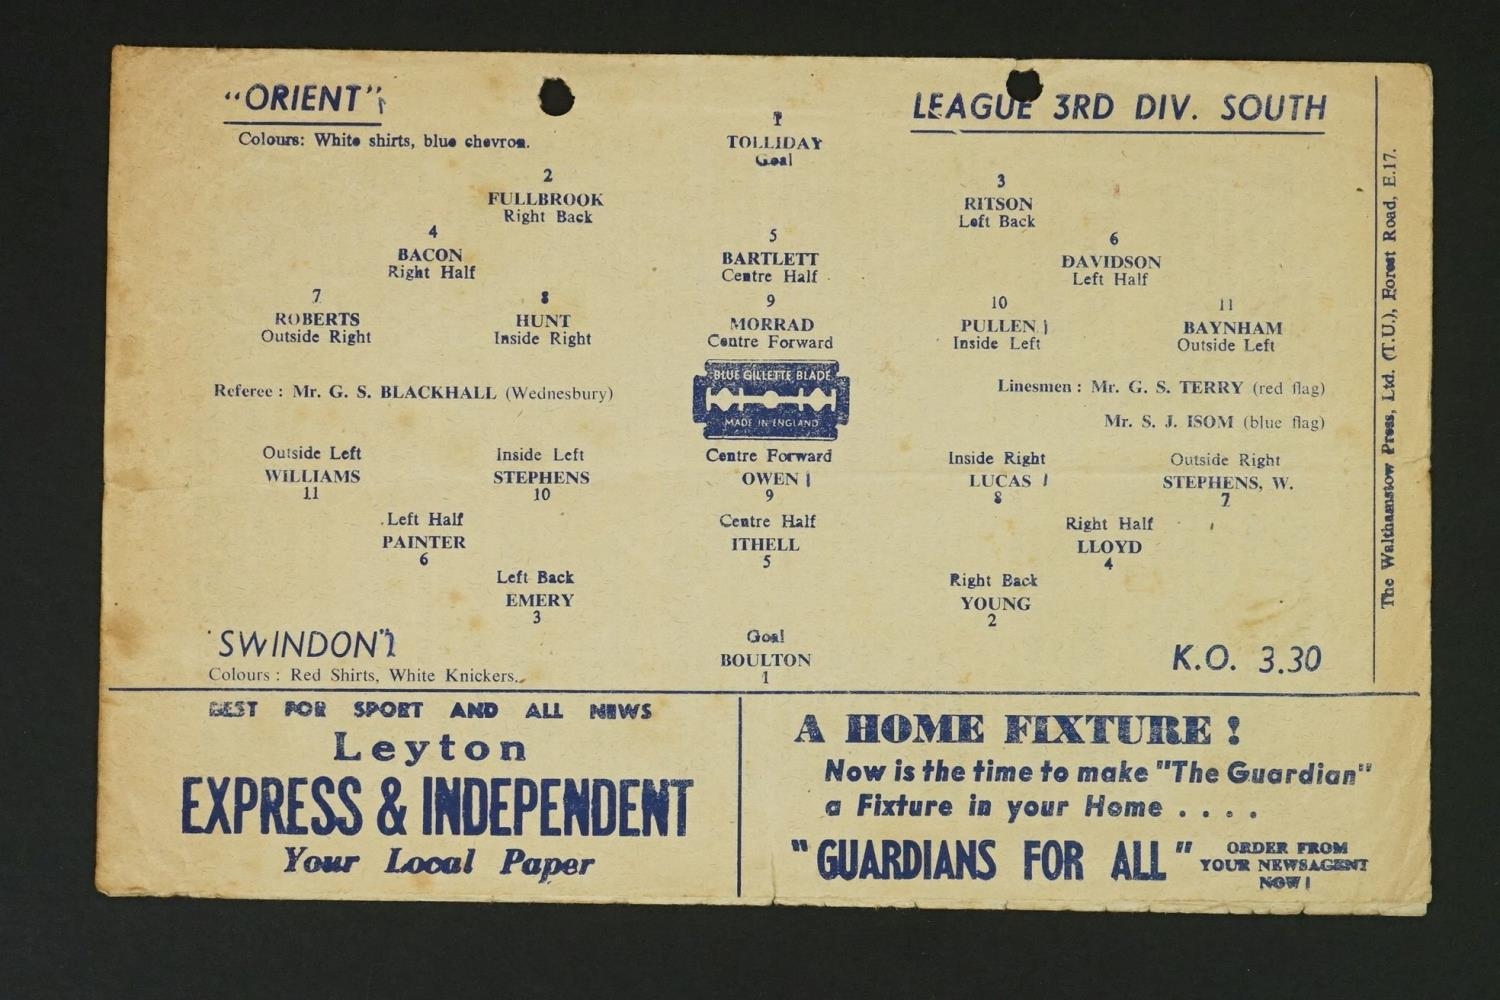 "ORIENT" 1
LEAGUE 3RD DIV. SOUTH
Colours: White shirts, blue chevron.
1
TOLLIDAY
Goal
2
FULLBROOK
Right Back
3
RITSON
Left Back
4
BACON
Right Half
5
BARTLETT
Centre Half
6
DAVIDSON
Left Half
7
ROBERTS
Outside Right
8
HUNT
Inside Right
9
MORRAD
Centre Forward
10
PULLEN 1
Inside Left
11
BAYNHAM
Outside Left
Referee : Mr. G. S. BLACKHALL (Wednesbury)
BLUE GILLETTE BLADE
MADE IN ENGLAND
Linesmen : Mr. G. S. TERRY (red flag)
Mr. S. J. ISOM (blue flag)
Outside Left
WILLIAMS
11
Inside Left
STEPHENS
10
Centre Forward
OWEN 1
9
Inside Right
LUCAS 1
8
Outside Right
STEPHENS, W.
7
Left Half
PAINTER
6
Centre Half
ITHELL
5
Right Half
LLOYD
4
Left Back
EMERY
3
Right Back
YOUNG
2
Goal
BOULTON
1
'SWINDON" 1
Colours : Red Shirts, White Knickers.
K.O. 3.30
The Walthamstow Press, Ltd. (T.U.), Forest Road, E.17.
BEST FOR SPORT AND ALL NEWS
Leyton
EXPRESS & INDEPENDENT
Your Local Paper
A HOME FIXTURE !
Now is the time to make "The Guardian"
a Fixture in your Home . . . .
"GUARDIANS FOR ALL"
ORDER FROM
YOUR NEWSAGENT
NOW !